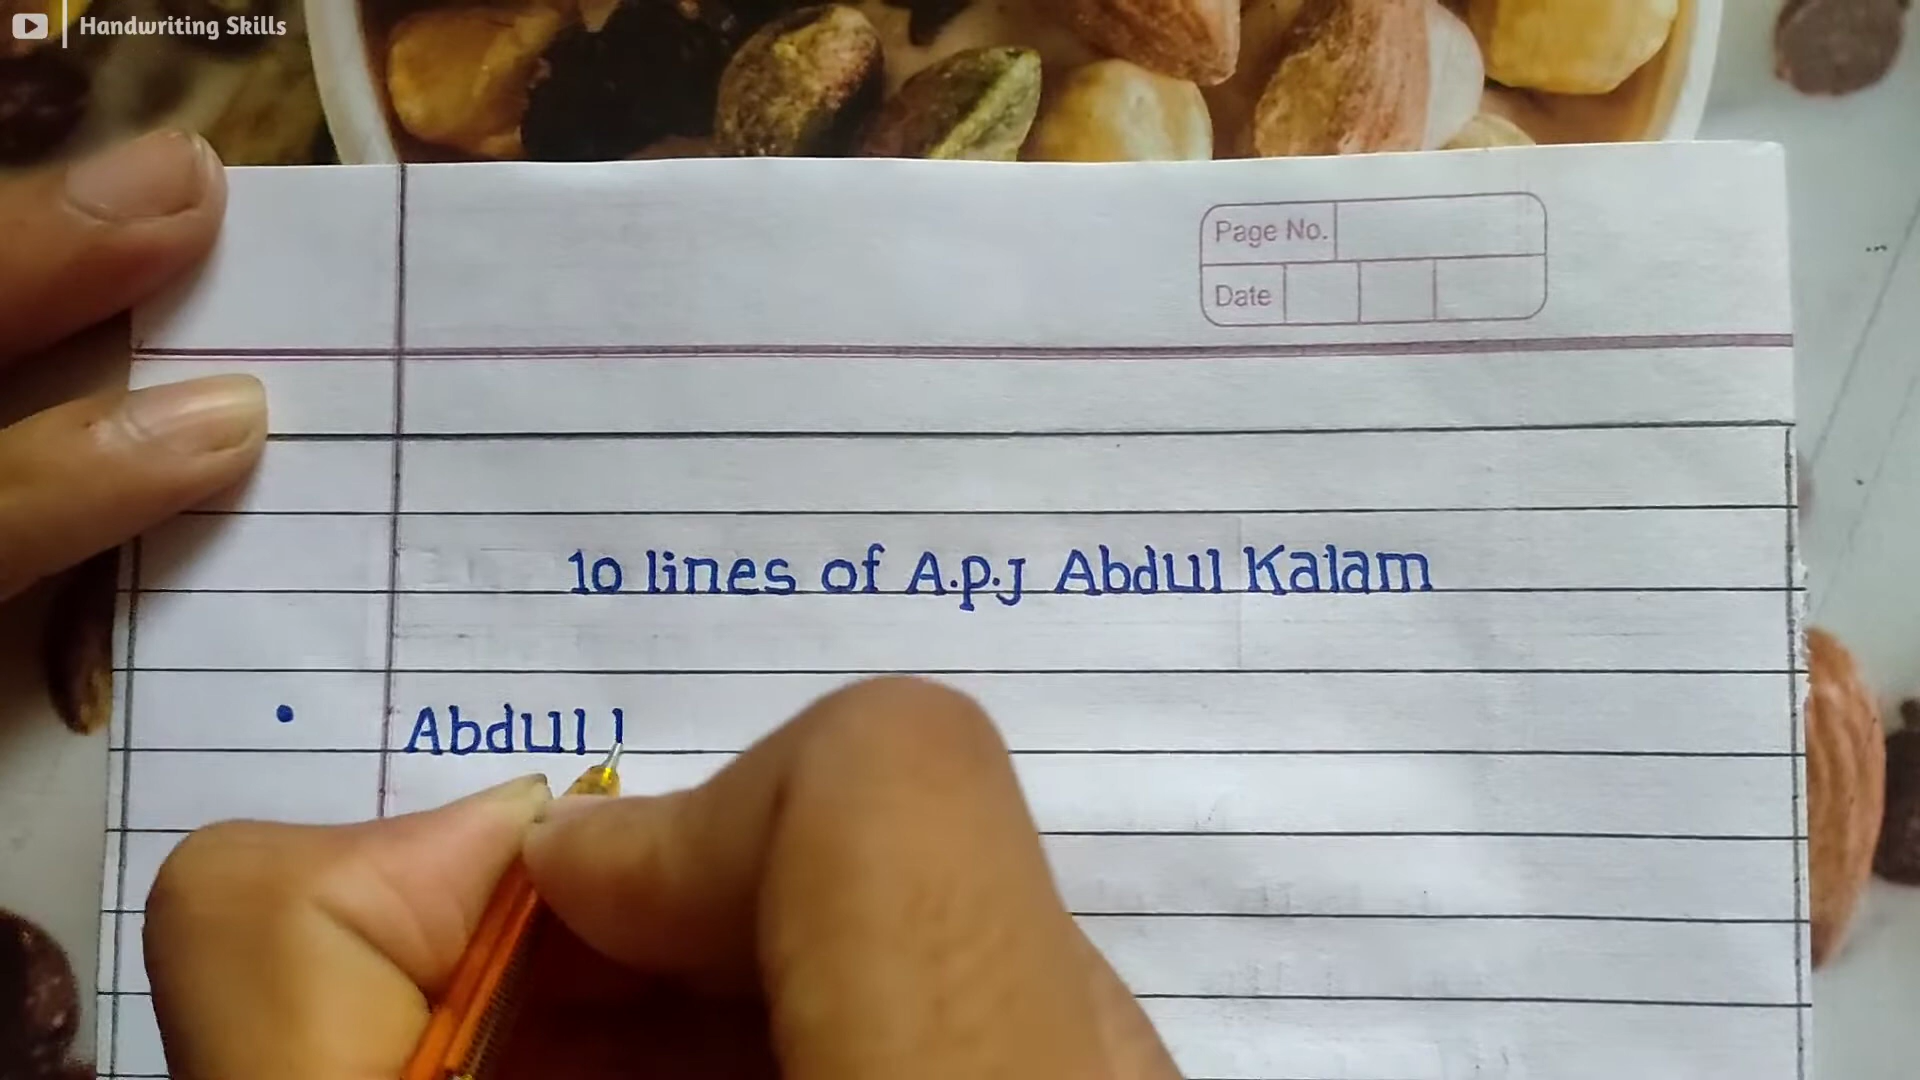 Handwriting Skills
Page No.
Date
10 lines of A.P.J Abdul Kalam
• Abdul